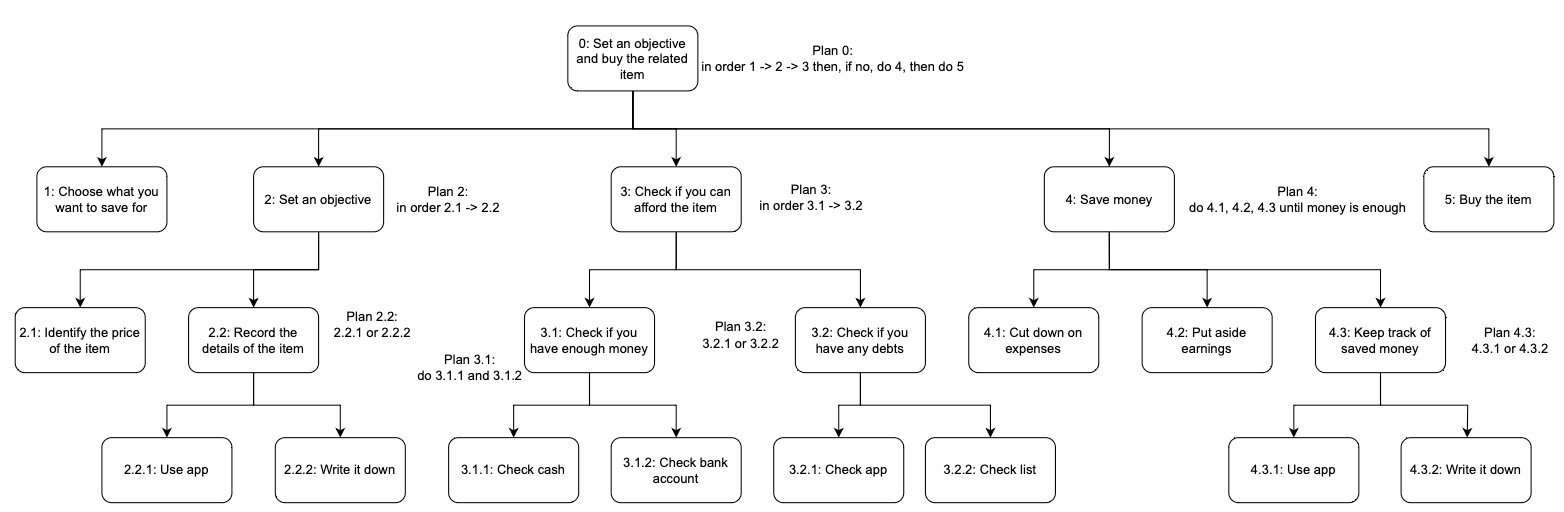 0: Set an objective
and buy the related
item
Plan 0:
in order 1 -> 2 -> 3 then, if no, do 4, then do 5
1: Choose what you
want to save for
2: Set an objective
Plan 2:
in order 2.1 -> 2.2
3: Check if you can
afford the item
Plan 3:
in order 3.1 -> 3.2
4: Save money
Plan 4:
do 4.1, 4.2, 4.3 until money is enough
5: Buy the item
2.1: Identify the price
of the item
2.2: Record the
details of the item
Plan 2.2:
2.2.1 or 2.2.2
Plan 3.1:
do 3.1.1 and 3.1.2
3.1: Check if you
have enough money
Plan 3.2:
3.2.1 or 3.2.2
3.2: Check if you
have any debts
4.1: Cut down on
expenses
4.2: Put aside
earnings
4.3: Keep track of
saved money
Plan 4.3:
4.3.1 or 4.3.2
2.2.1: Use app
2.2.2: Write it down
3.1.1: Check cash
3.1.2: Check bank
account
3.2.1: Check app
3.2.2: Check list
4.3.1: Use app
4.3.2: Write it down